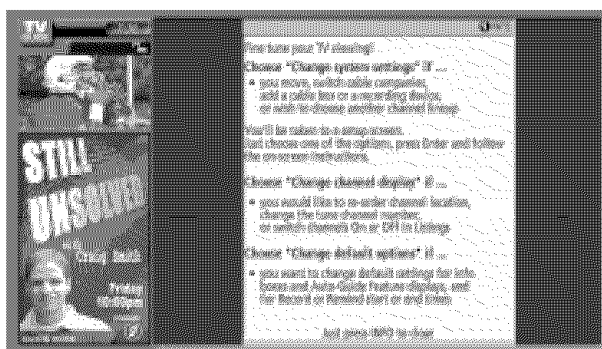 TV
Fine tune your TV viewing!
Choose "Change system settings" if ...
• you move, switch cable companies,
add a cable box or a recording device,
or wish to choose another channel lineup
You'll be taken to a setup screen.
Just choose one of the options, press Enter and follow
the on-screen instructions.
Choose "Change channel display" if ...
• you would like to re-order channel location,
change the tune channel number,
or switch channels On or Off in Listings
Choose "Change default options" if ...
• you want to change default settings for info
boxes and Auto-Guide feature displays, and
for Record or Remind start or end times
Just press INFO to close
STILL
UNSOLVED
Craig Smith
Friday